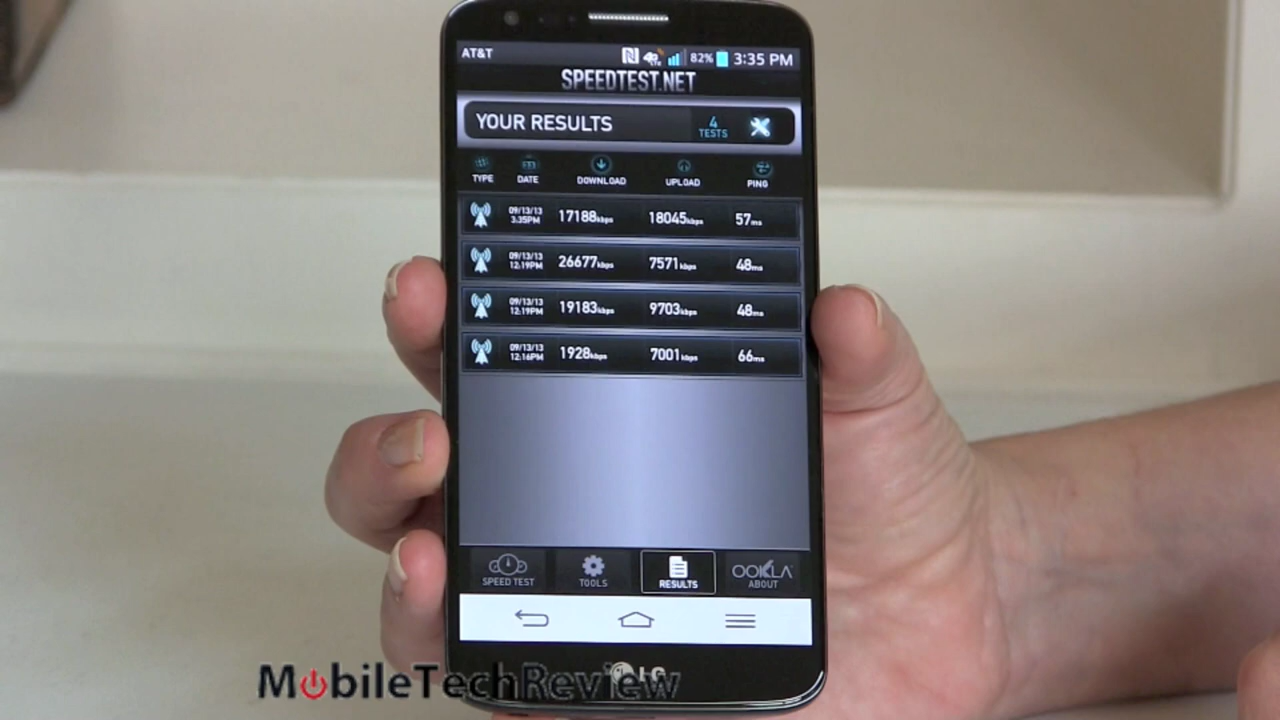 AT&T 4G LTE 82% 3:35 PM
SPEEDTEST.NET
YOUR RESULTS 4 TESTS
TYPE DATE DOWNLOAD UPLOAD PING
09/13/13 3:35PM 17188kbps 18045kbps 57ms
09/13/13 12:19PM 26677kbps 7571kbps 48ms
09/13/13 12:19PM 19183kbps 9703kbps 48ms
09/13/13 12:16PM 1928kbps 7001kbps 66ms
SPEED TEST TOOLS RESULTS OOKLA ABOUT
LG
MobileTechReview